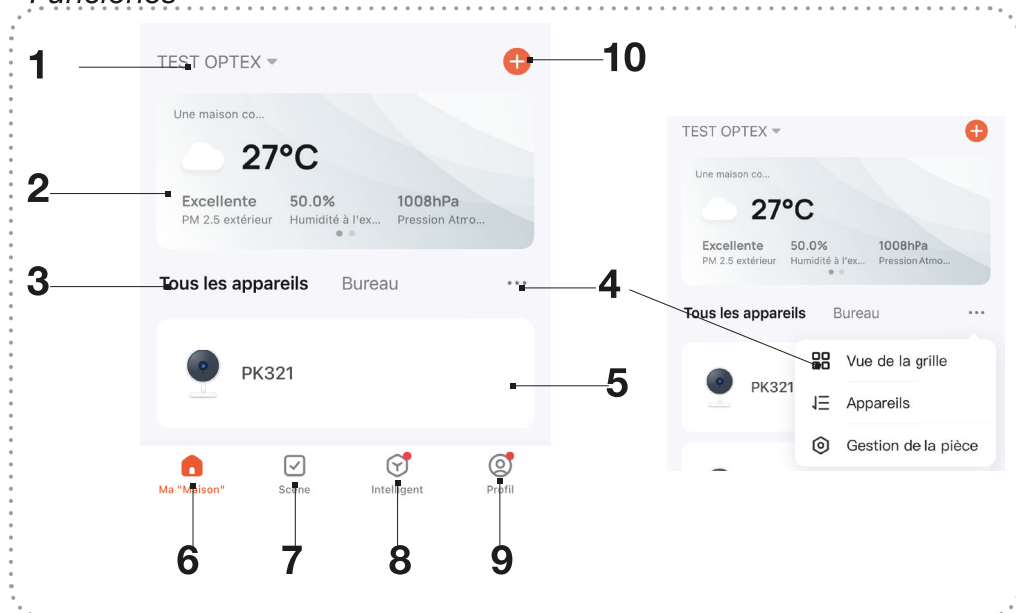 Funciones
1
TEST OPTEX
10
Une maison co...
27°C
2
Excellente 50.0% 1008hPa
PM 2.5 extérieur Humidité à l'ex... Pression Atmo...
3
Tous les appareils Bureau ...
4
PK321
5
Ma "Maison" Scène Intelligent Profil
6 7 8 9
TEST OPTEX
Une maison co...
27°C
Excellente 50.0% 1008hPa
PM 2.5 extérieur Humidité à l'ex... Pression Atmo...
Tous les appareils Bureau ...
PK321
Vue de la grille
Appareils
Gestion de la pièce